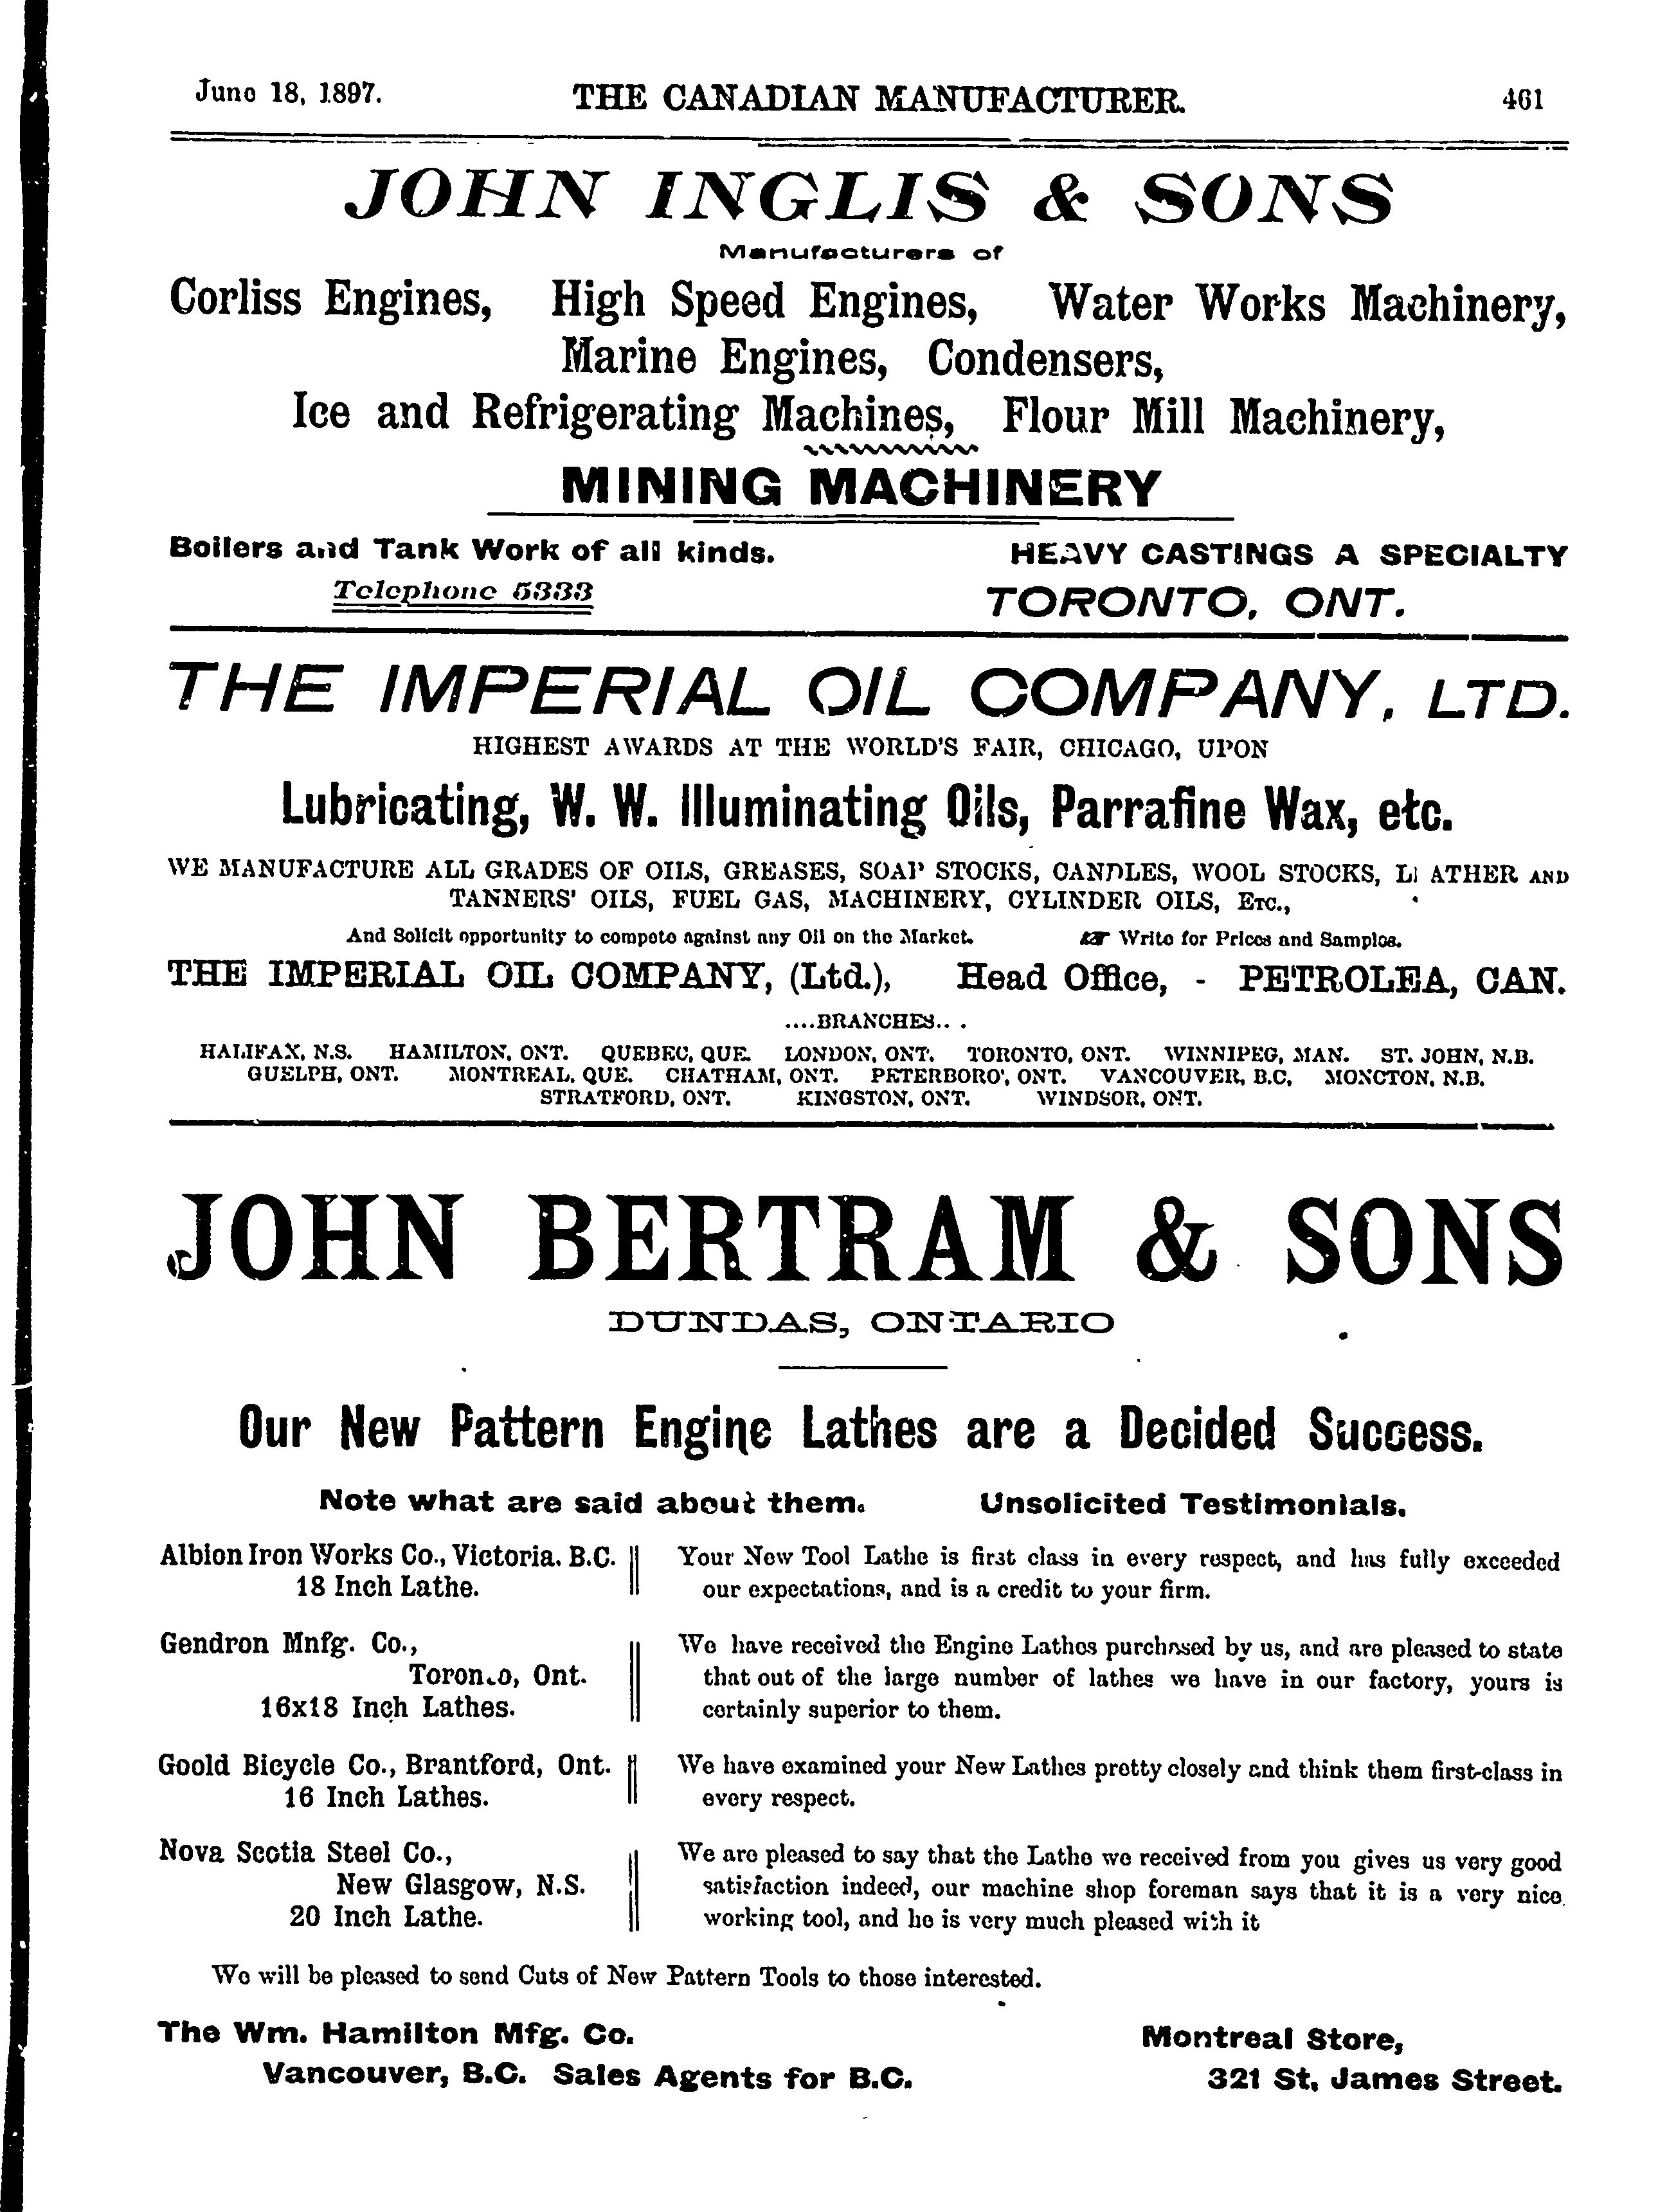 June 18, 1897. THE CANADIAN MANUFACTURER. 461
JOHN INGLIS & SONS
Manufacturers of
Corliss Engines, High Speed Engines, Water Works Machinery,
Marine Engines, Condensers,
Ice and Refrigerating Machines, Flour Mill Machinery,
MINING MACHINERY
Boilers and Tank Work of all kinds. HEAVY CASTINGS A SPECIALTY
Telephone 5333 TORONTO, ONT.
THE IMPERIAL OIL COMPANY, LTD.
HIGHEST AWARDS AT THE WORLD'S FAIR, CHICAGO, UPON
Lubricating, W. W. Illuminating Oils, Parrafine Wax, etc.
WE MANUFACTURE ALL GRADES OF OILS, GREASES, SOAP STOCKS, CANDLES, WOOL STOCKS, LEATHER AND
TANNERS' OILS, FUEL GAS, MACHINERY, CYLINDER OILS, ETC.,
And Solicit opportunity to compete against any Oil on the Market. ☞ Write for Prices and Samples.
THE IMPERIAL OIL COMPANY, (Ltd.), Head Office, - PETROLEA, CAN.
....BRANCHES....
HALIFAX, N.S. HAMILTON, ONT. QUEBEC, QUE. LONDON, ONT. TORONTO, ONT. WINNIPEG, MAN. ST. JOHN, N.B.
GUELPH, ONT. MONTREAL, QUE. CHATHAM, ONT. PETERBORO', ONT. VANCOUVER, B.C. MONCTON, N.B.
STRATFORD, ONT. KINGSTON, ONT. WINDSOR, ONT.
JOHN BERTRAM & SONS
DUNDAS, ONTARIO
Our New Pattern Engine Lathes are a Decided Success.
Note what are said about them. Unsolicited Testimonials.
Albion Iron Works Co., Victoria. B.C.
18 Inch Lathe.
Your New Tool Lathe is first class in every respect, and has fully exceeded
our expectations, and is a credit to your firm.
Gendron Mnfg. Co.,
Toronto, Ont.
16x18 Inch Lathes.
We have received the Engine Lathes purchased by us, and are pleased to state
that out of the large number of lathes we have in our factory, yours is
certainly superior to them.
Goold Bicycle Co., Brantford, Ont.
16 Inch Lathes.
We have examined your New Lathes pretty closely and think them first-class in
every respect.
Nova Scotia Steel Co.,
New Glasgow, N.S.
20 Inch Lathe.
We are pleased to say that the Lathe we received from you gives us very good
satisfaction indeed, our machine shop foreman says that it is a very nice
working tool, and he is very much pleased with it
We will be pleased to send Cuts of New Pattern Tools to those interested.
The Wm. Hamilton Mfg. Co. Montreal Store,
Vancouver, B.C. Sales Agents for B.C. 321 St. James Street.